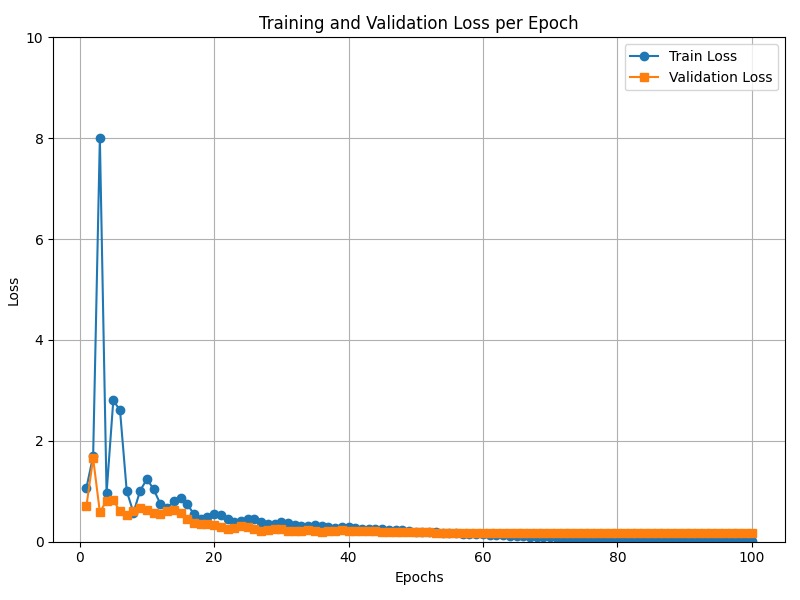 Training and Validation Loss per Epoch
10
8
6
4
2
0
Loss
Train Loss
Validation Loss
0 20 40 60 80 100
Epochs